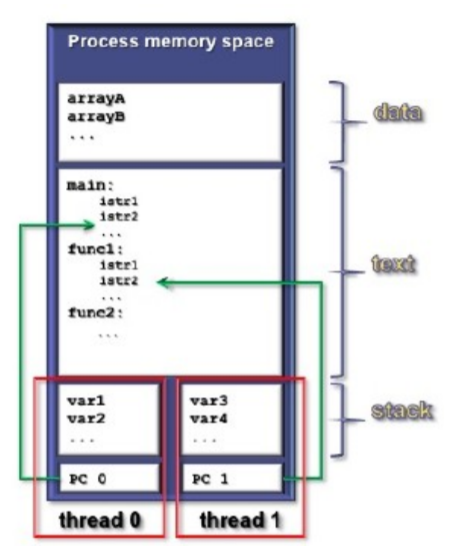 Process memory space
arrayA
arrayB
...
data
main:
istr1
istr2
...
func1:
istr1
istr2
...
func2:
...
text
var1
var2
...
var3
var4
...
stack
PC 0
PC 1
thread 0
thread 1